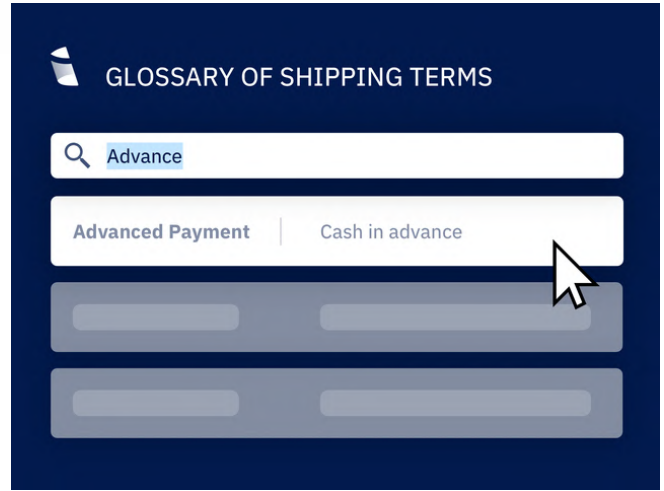 GLOSSARY OF SHIPPING TERMS
Advance
Advanced Payment Cash in advance